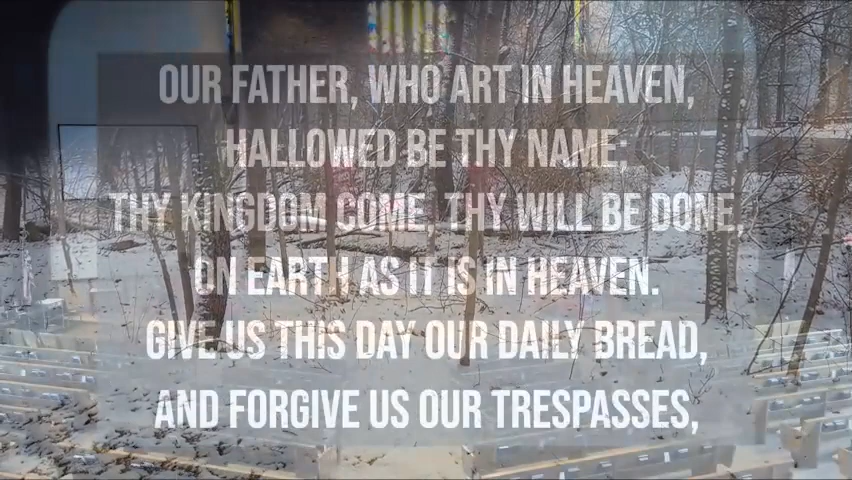 OUR FATHER, WHO ART IN HEAVEN,
HALLOWED BE THY NAME;
THY KINGDOM COME, THY WILL BE DONE,
ON EARTH AS IT IS IN HEAVEN.
GIVE US THIS DAY OUR DAILY BREAD,
AND FORGIVE US OUR TRESPASSES,